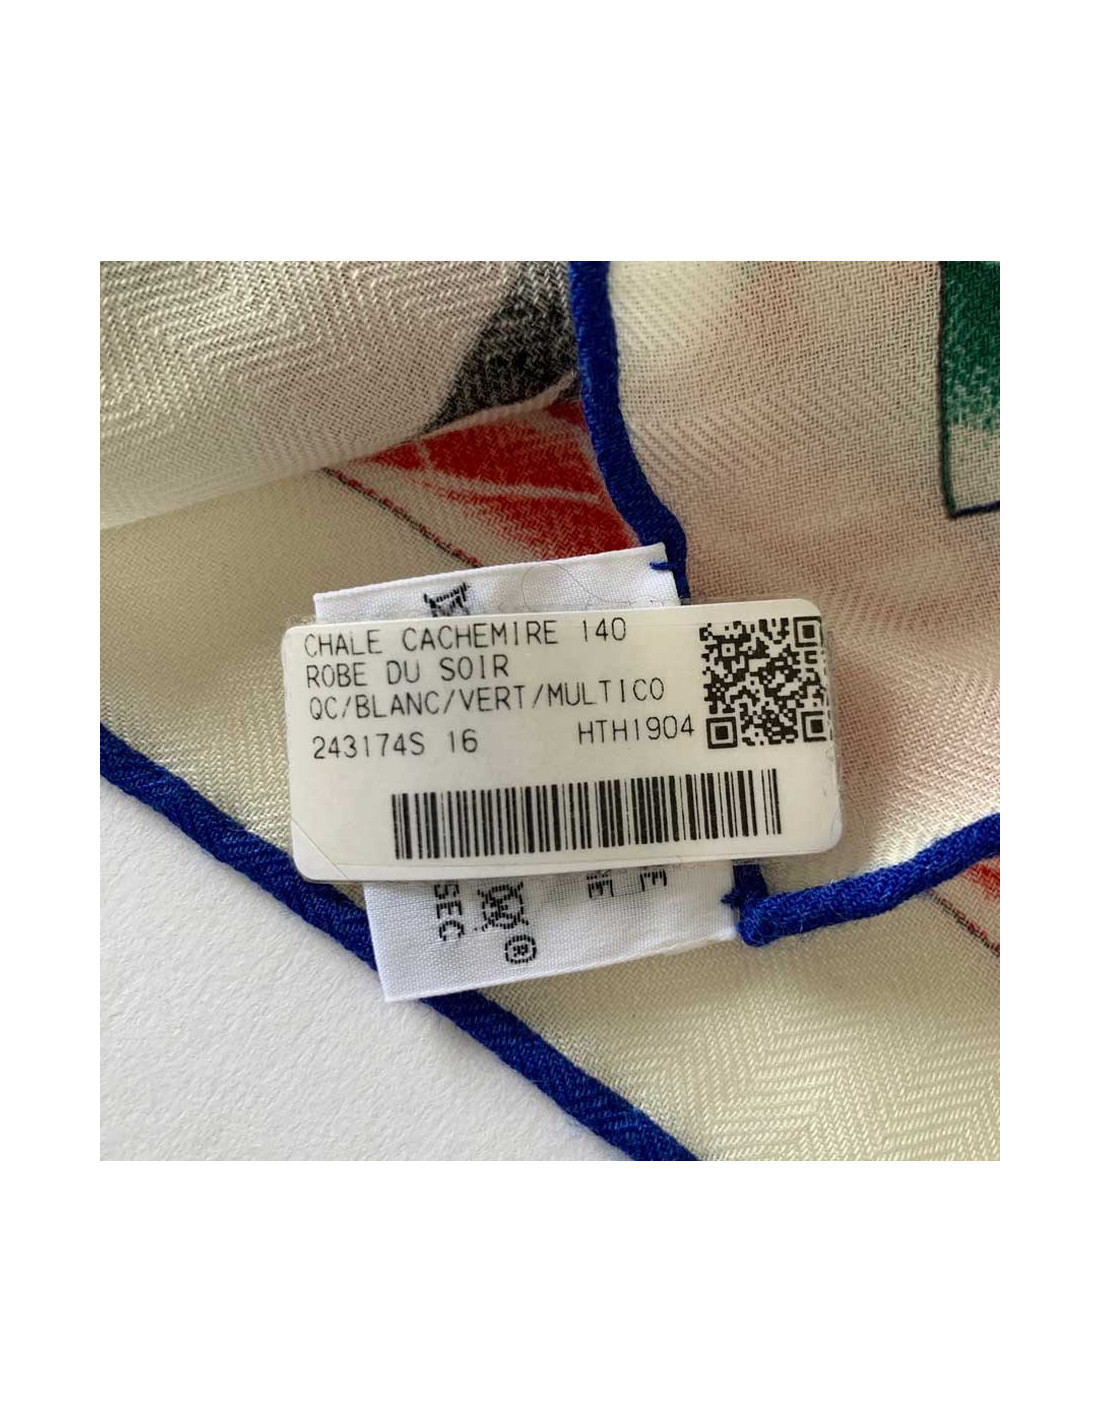 CHALE CACHEMIRE 140
ROBE DU SOIR
QC/BLANC/VERT/MULTICO
243174S 16 HTH1904
SEC
®